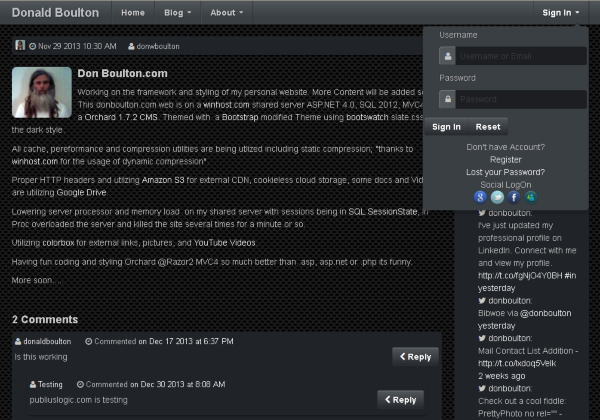 Donald Boulton
Home
Blog
About
Sign In
Nov 29 2013 10:30 AM donwboulton
Don Boulton.com
Working on the framework and styling of my personal website. More Content will be added
This donboulton.com web is on a winhost.com shared server ASP.NET 4.0, SQL 2012, MVC4
a Orchard 1.7.2 CMS. Themed with a Bootstrap modified Theme using bootswatch slate.css
the dark style.
All cache, pereformance and compression utilities are being utlized including static compression; "thanks to
winhost.com for the usage of dynamic compression"
Proper HTTP headers and utlizing Amazon S3 for external CDN, cookieless cloud storage, some docs and
are utilizing Google Drive.
Lowering server processor and memory load on my shared server with sessions being in SQL SessionState, in
Proc overloaded the server and killed the site several times for a minute or so.
Utilizing colorbox for external links, pictures, and YouTube Videos
Having fun coding and styling Orchard @Razor2 MVC4 so much better than .asp, asp.net or .php its funny.
More soon.....
2 Comments
donaldboulton Commented on Dec 17 2013 at 6:37 PM
Is this working
Reply
Testing Commented on Dec 30 2013 at 8:08 AM
publiuslogic.com is testing
Reply
Username
Username or Email
Password
Password
Sign In Reset
Don't have Account?
Register
Lost your Password?
Social LogOn
donboulton:
I've just updated my
professional profile on
LinkedIn. Connect with me
and view my profile.
http://t.co/fgNjO4Y0BH #in
yesterday
donboulton:
Bibwoe via @donboulton
yesterday
donboulton:
Mail Contact List Addition -
http://t.co/lxdoq5Velk
2 weeks ago
donboulton:
Check out a cool fiddle:
PrettyPhoto no rel="" -